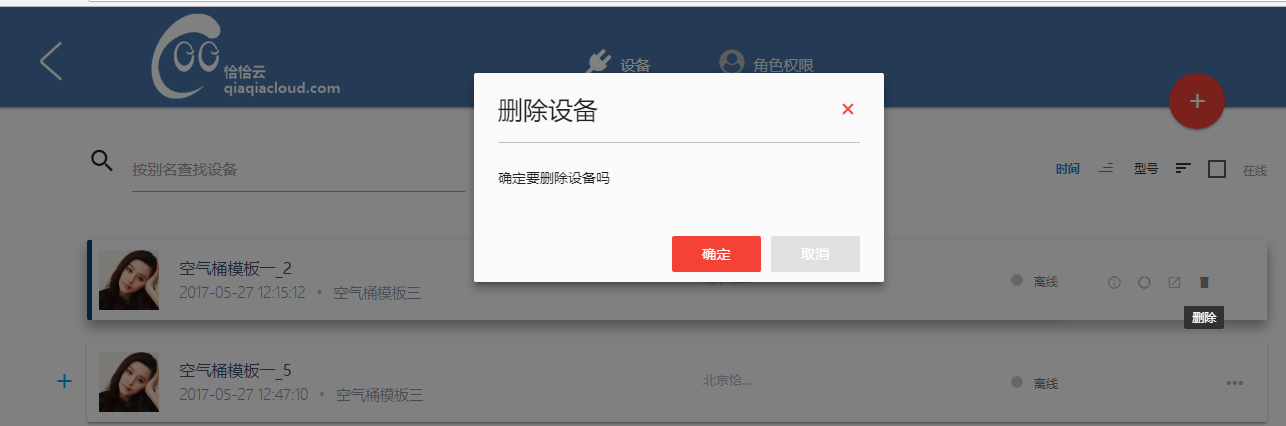 恰恰云
qiaqiacloud.com
设备
角色权限
删除设备
确定要删除设备吗
确定
取消
按别名查找设备
时间
型号
在线
空气桶模板一_2
2017-05-27 12:15:12 • 空气桶模板三
离线
删除
空气桶模板一_5
2017-05-27 12:47:10 • 空气桶模板三
北京恰...
离线